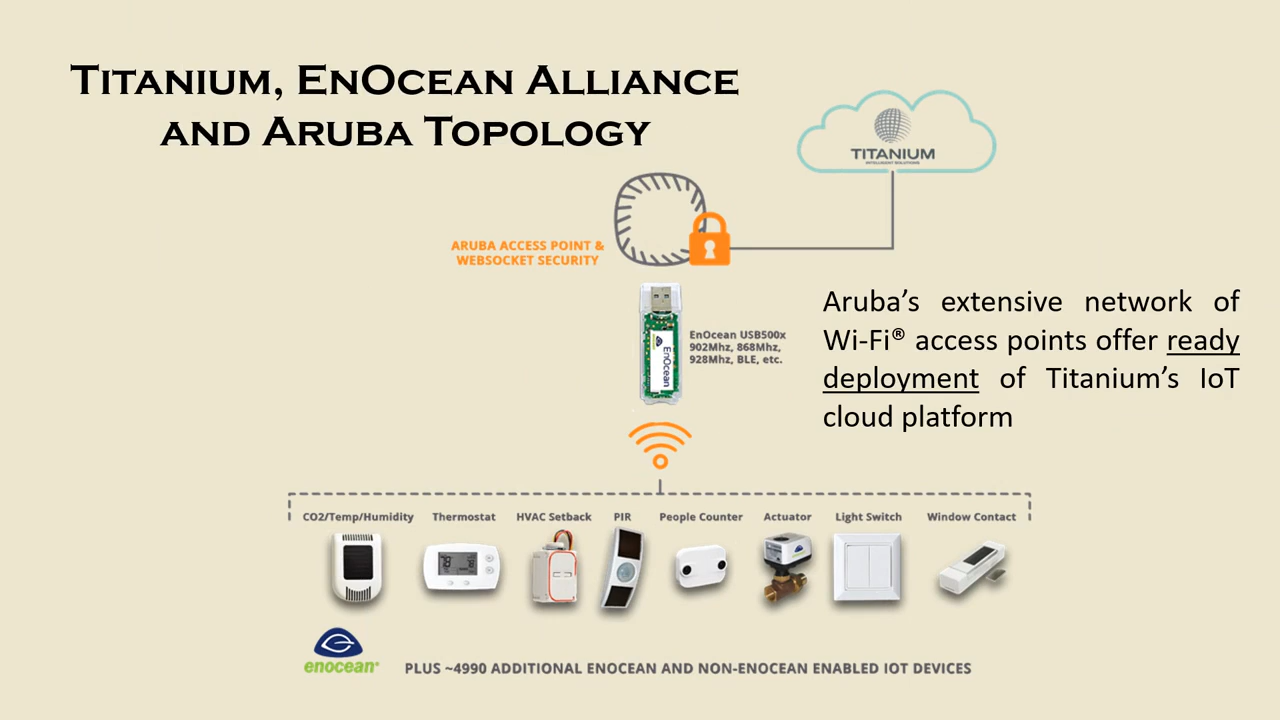 TITANIUM, ENOCEAN ALLIANCE
AND ARUBA TOPOLOGY
TITANIUM
INTELLIGENT SOLUTIONS
ARUBA ACCESS POINT &
WEBSOCKET SECURITY
EnOcean USB500x
902Mhz, 868Mhz,
928Mhz, BLE, etc.
EnOcean
Aruba’s extensive network of
Wi-Fi® access points offer ready
deployment of Titanium’s IoT
cloud platform
CO2/Temp/Humidity Thermostat HVAC Setback PIR People Counter Actuator Light Switch Window Contact
enocean®
PLUS ~4990 ADDITIONAL ENOCEAN AND NON-ENOCEAN ENABLED IOT DEVICES